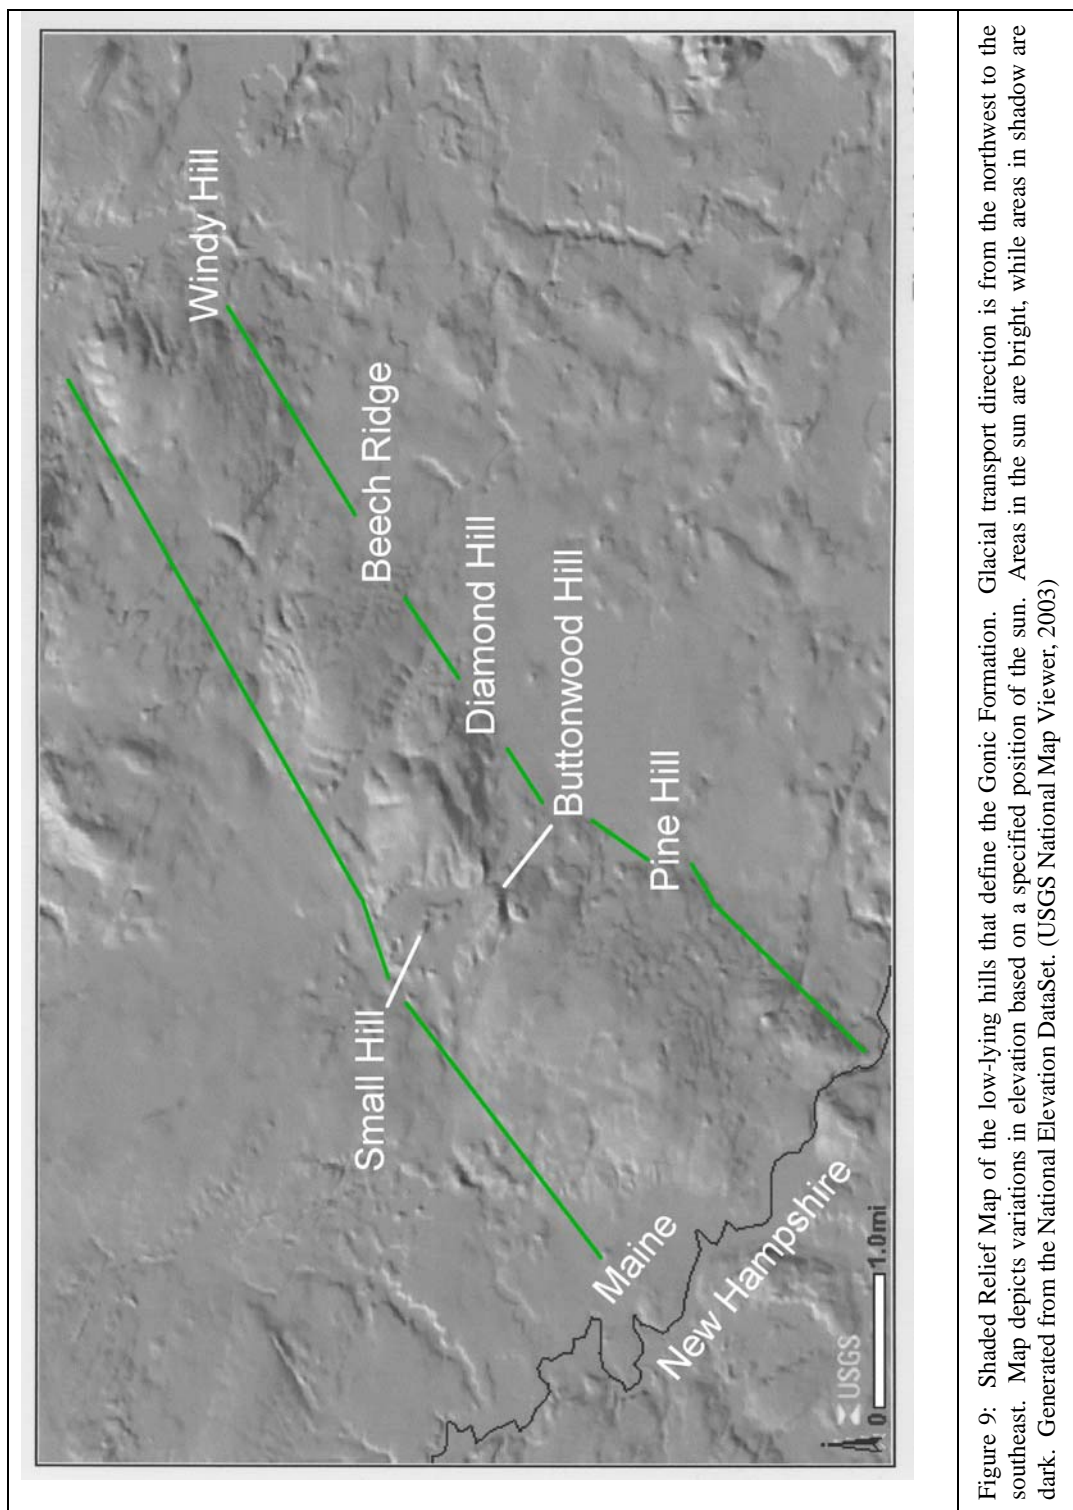 Windy Hill
Beech Ridge
Diamond Hill
Buttonwood Hill
Pine Hill
Small Hill
Maine
New Hampshire
USGS
0 1.0mi
Figure 9: Shaded Relief Map of the low-lying hills that define the Gonic Formation. Glacial transport direction is from the northwest to the
southeast. Map depicts variations in elevation based on a specified position of the sun. Areas in the sun are bright, while areas in shadow are
dark. Generated from the National Elevation DataSet. (USGS National Map Viewer, 2003)